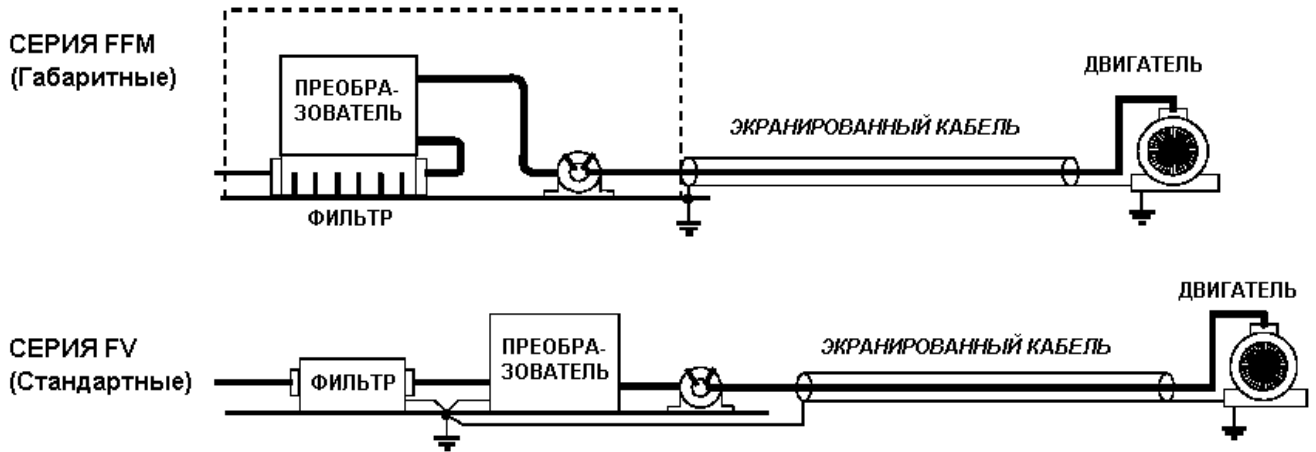 СЕРИЯ FFM
(Габаритные)
ПРЕОБРА-
ЗОВАТЕЛЬ
ФИЛЬТР
ЭКРАНИРОВАННЫЙ КАБЕЛЬ
ДВИГАТЕЛЬ
СЕРИЯ FV
(Стандартные)
ФИЛЬТР
ПРЕОБРА-
ЗОВАТЕЛЬ
ЭКРАНИРОВАННЫЙ КАБЕЛЬ
ДВИГАТЕЛЬ